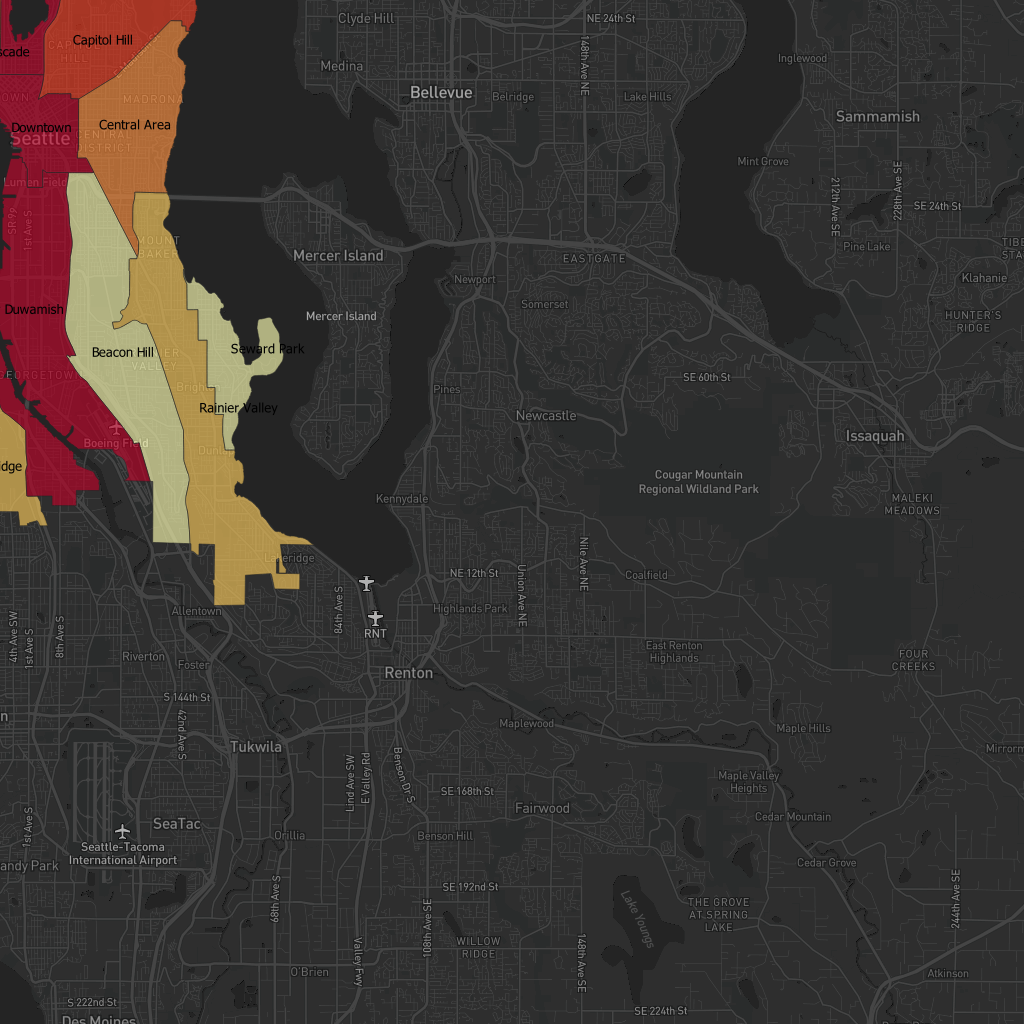 Clyde Hill
NE 24th St
Capitol Hill
scade
148th Ave NE
Inglewood
Medina
Bellevue
Belridge
Lake Hills
MADRONA
Sammamish
Downtown
Central Area
Seattle
CENTRAL
DISTRICT
Mint Grove
Lumen Field
212th Ave SE
228th Ave SE
SE 24th St
SR 99
1st Ave S
MOUNT
BAKER
Mercer Island
EASTGATE
Pine Lake
Newport
Klahanie
Duwamish
Somerset
Mercer Island
HUNTER'S
RIDGE
Beacon Hill
VALLEY
Seward Park
GEORGETOWN
SE 60th St
Pines
Rainier Valley
Newcastle
Boeing Field
Issaquah
idge
Cougar Mountain
Regional Wildland Park
Kennydale
MALEKI
MEADOWS
Lakeridge
NE 12th St
Nile Ave NE
Coalfield
Union Ave NE
84th Ave S
Allentown
Highlands Park
RNT
4th Ave SW
1st Ave S
8th Ave S
East Renton
Highlands
FOUR
CREEKS
Riverton
Foster
Renton
S 144th St
42nd Ave S
Maplewood
Maple Hills
Tukwila
Mirrorm
Lind Ave SW
E Valley Rd
Benson Dr S
Maple Valley
Heights
SE 168th St
Fairwood
SeaTac
Cedar Mountain
1st Ave S
Orillia
Benson Hill
Seattle-Tacoma
International Airport
andy Park
Cedar Grove
SE 192nd St
68th Ave S
108th Ave SE
Lake Youngs
THE GROVE
AT SPRING
LAKE
244th Ave SE
WILLOW
RIDGE
Valley Fwy
148th Ave SE
O'Brien
Atkinson
S 222nd St
SE 224th St
Des Moines